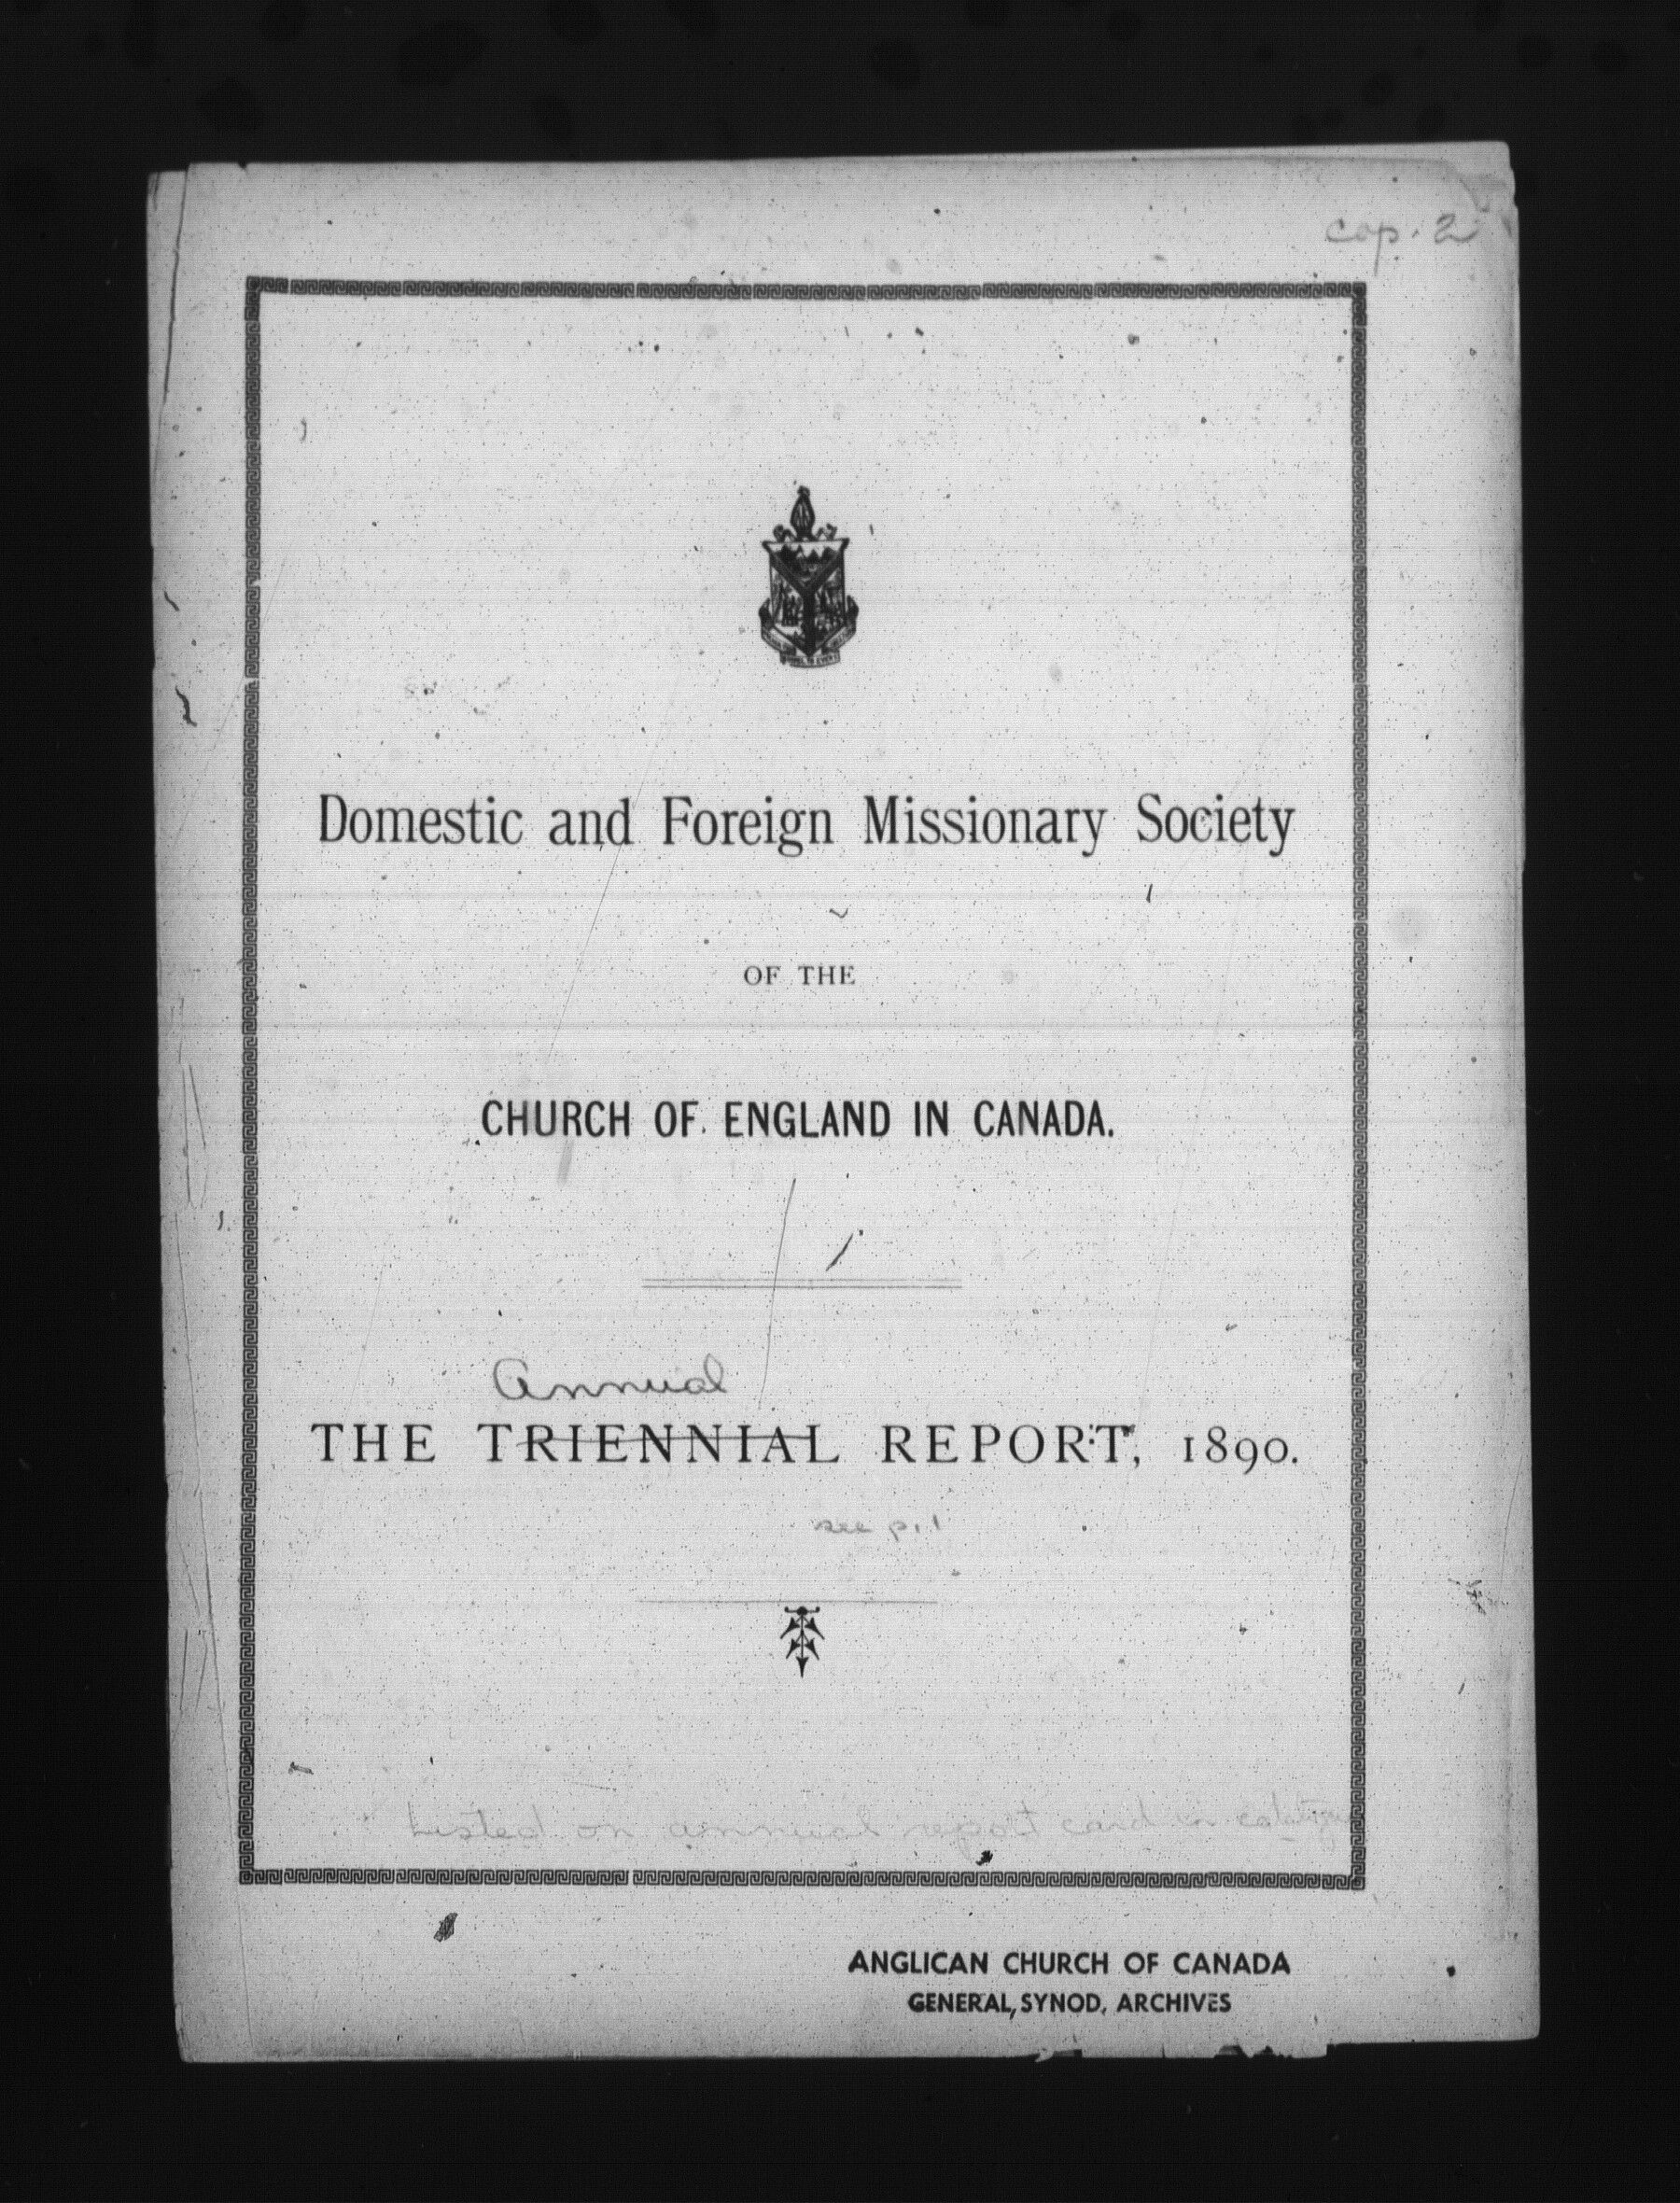 cop. 2
Domestic and Foreign Missionary Society
OF THE
CHURCH OF ENGLAND IN CANADA.
Annual
THE TRIENNIAL REPORT, 1890.
see p. 1
Listed on annual report card in catalogue
ANGLICAN CHURCH OF CANADA
GENERAL SYNOD ARCHIVES